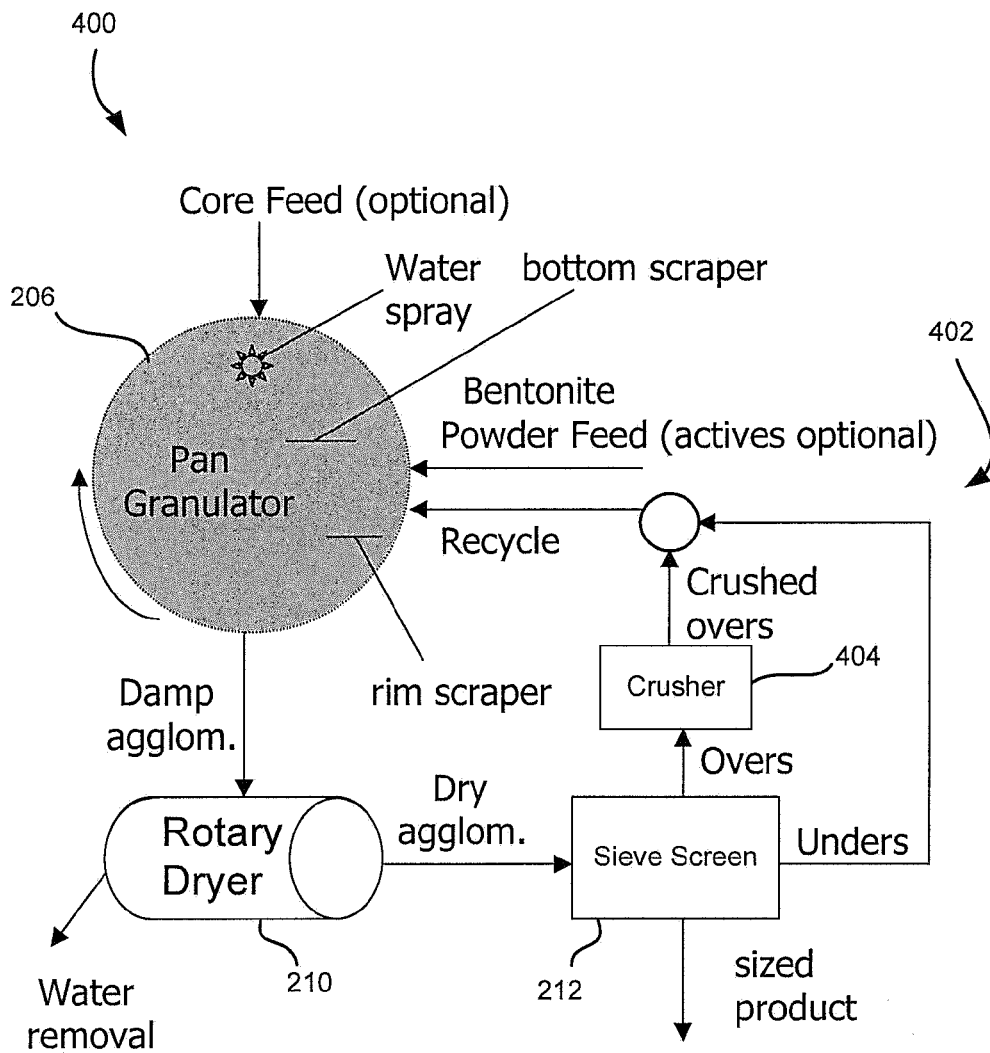 400
Core Feed (optional)
Water
spray
bottom scraper
206
402
Bentonite
Powder Feed (actives optional)
Pan
Granulator
Recycle
Crushed
overs
404
Crusher
rim scraper
Damp
agglom.
Overs
Dry
agglom.
Rotary
Dryer
Sieve Screen
Unders
210
212
sized
product
Water
removal